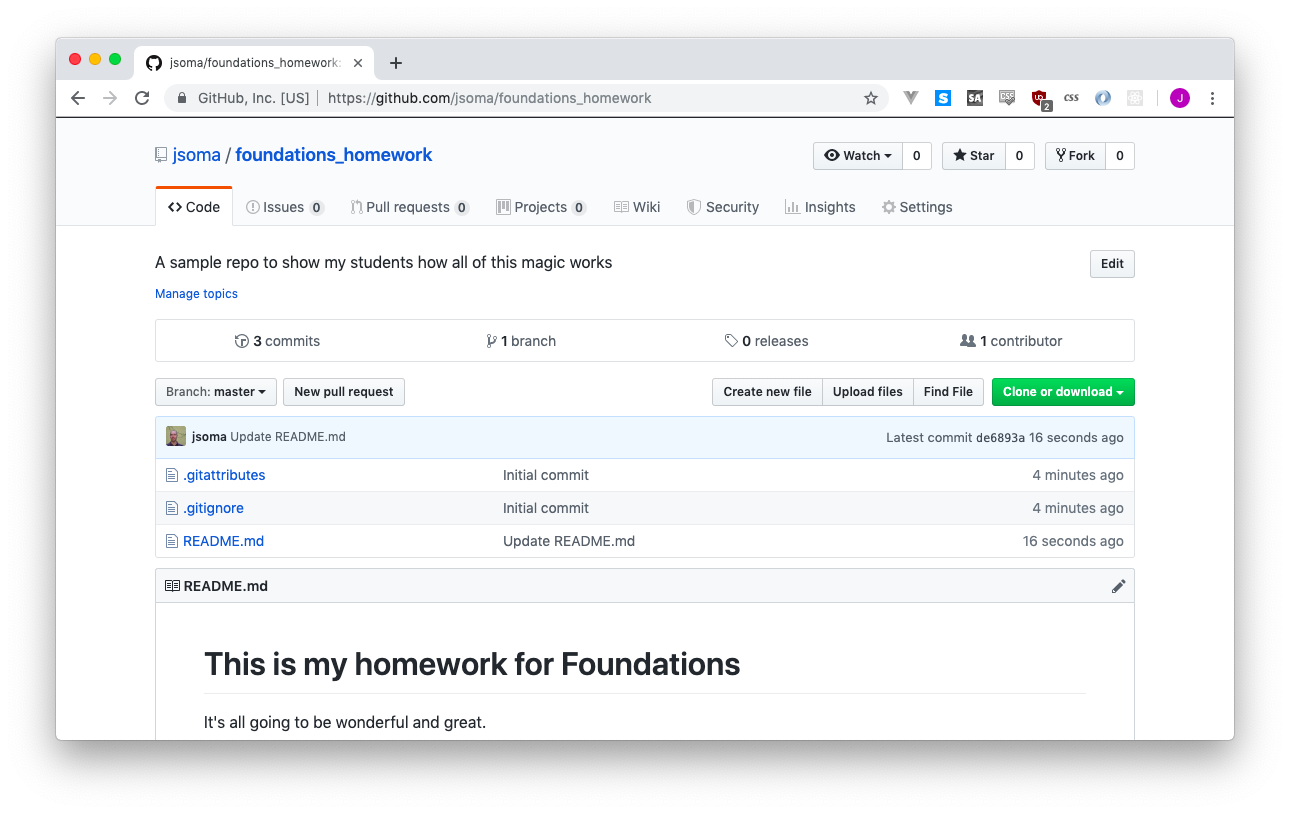 jsoma/foundations_homework:
GitHub, Inc. [US] https://github.com/jsoma/foundations_homework
2
css
J
jsoma / foundations_homework
Watch 0 Star 0 Fork 0
Code Issues 0 Pull requests 0 Projects 0 Wiki Security Insights Settings
A sample repo to show my students how all of this magic works
Edit
Manage topics
3 commits 1 branch 0 releases 1 contributor
Branch: master New pull request Create new file Upload files Find File Clone or download
jsoma Update README.md Latest commit de6893a 16 seconds ago
.gitattributes Initial commit 4 minutes ago
.gitignore Initial commit 4 minutes ago
README.md Update README.md 16 seconds ago
README.md
This is my homework for Foundations
It's all going to be wonderful and great.